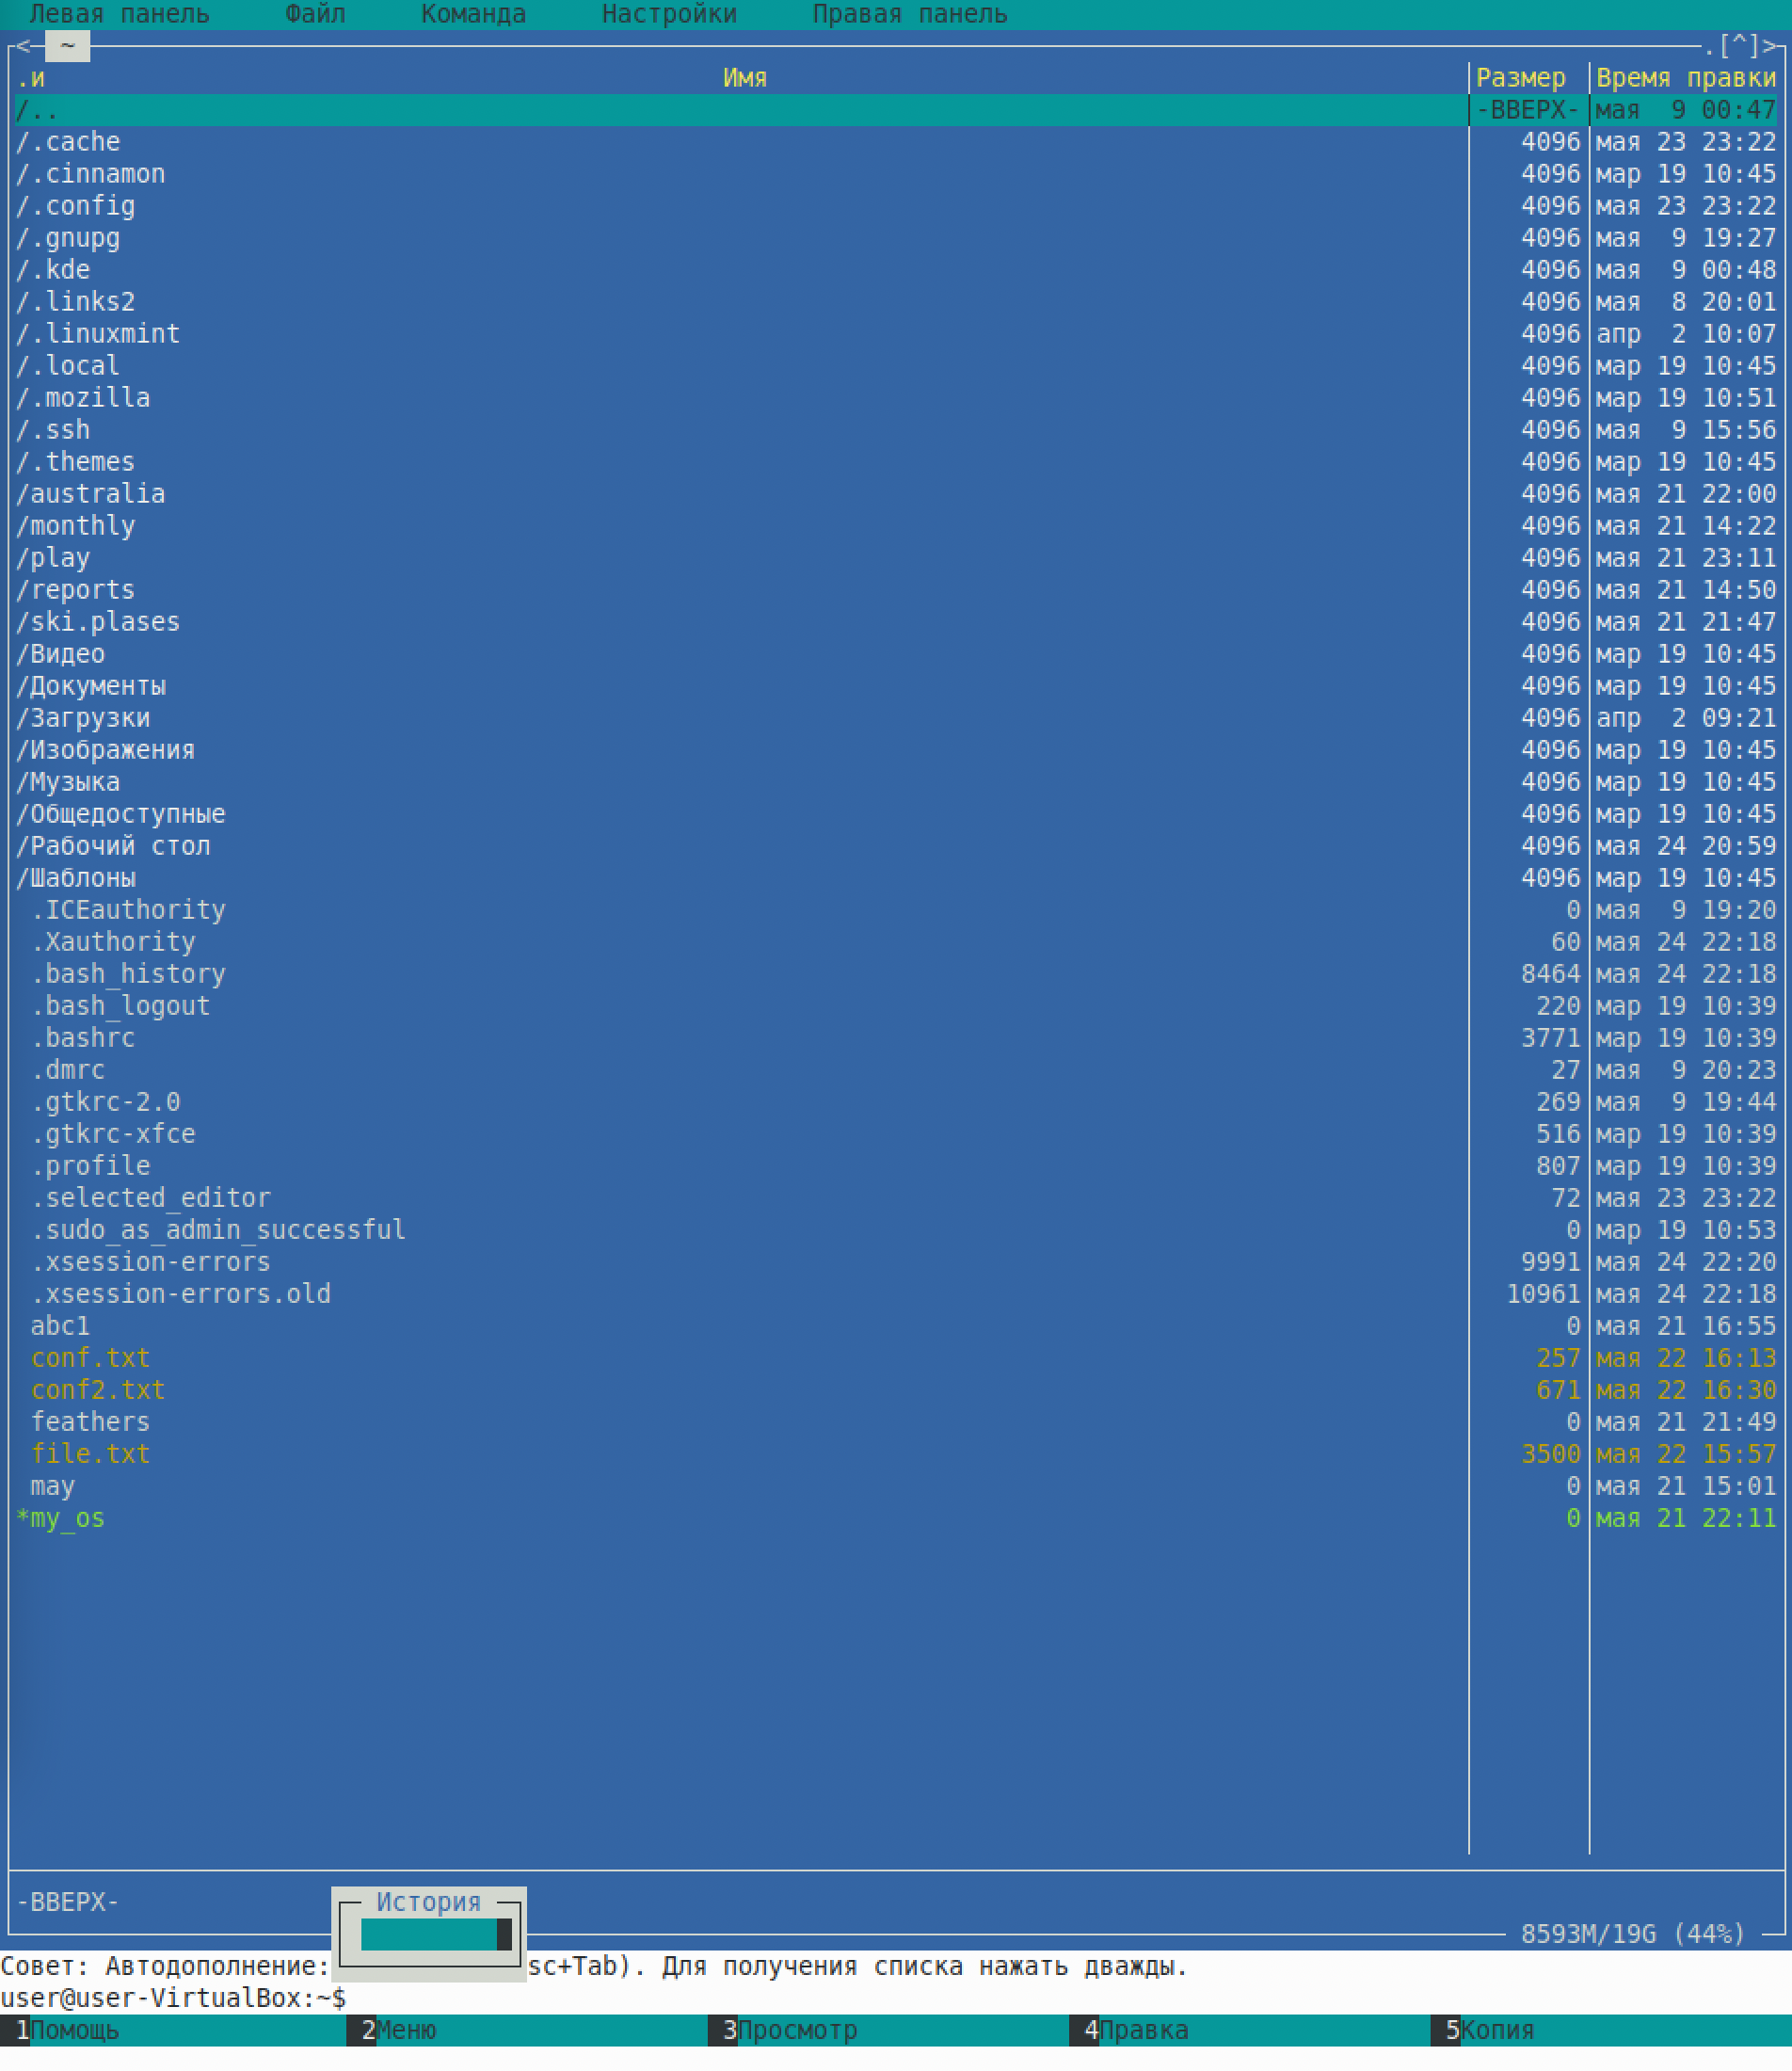 Левая панель Файл Команда Настройки Правая панель
< ~ .[^]>
.и Имя Размер Время правки
/.. -ВВЕРХ- мая 9 00:47
/.cache 4096 мая 23 23:22
/.cinnamon 4096 мар 19 10:45
/.config 4096 мая 23 23:22
/.gnupg 4096 мая 9 19:27
/.kde 4096 мая 9 00:48
/.links2 4096 мая 8 20:01
/.linuxmint 4096 апр 2 10:07
/.local 4096 мар 19 10:45
/.mozilla 4096 мар 19 10:51
/.ssh 4096 мая 9 15:56
/.themes 4096 мар 19 10:45
/australia 4096 мая 21 22:00
/monthly 4096 мая 21 14:22
/play 4096 мая 21 23:11
/reports 4096 мая 21 14:50
/ski.plases 4096 мая 21 21:47
/Видео 4096 мар 19 10:45
/Документы 4096 мар 19 10:45
/Загрузки 4096 апр 2 09:21
/Изображения 4096 мар 19 10:45
/Музыка 4096 мар 19 10:45
/Общедоступные 4096 мар 19 10:45
/Рабочий стол 4096 мая 24 20:59
/Шаблоны 4096 мар 19 10:45
.ICEauthority 0 мая 9 19:20
.Xauthority 60 мая 24 22:18
.bash_history 8464 мая 24 22:18
.bash_logout 220 мар 19 10:39
.bashrc 3771 мар 19 10:39
.dmrc 27 мая 9 20:23
.gtkrc-2.0 269 мая 9 19:44
.gtkrc-xfce 516 мар 19 10:39
.profile 807 мар 19 10:39
.selected_editor 72 мая 23 23:22
.sudo_as_admin_successful 0 мар 19 10:53
.xsession-errors 9991 мая 24 22:20
.xsession-errors.old 10961 мая 24 22:18
abc1 0 мая 21 16:55
conf.txt 257 мая 22 16:13
conf2.txt 671 мая 22 16:30
feathers 0 мая 21 21:49
file.txt 3500 мая 22 15:57
may 0 мая 21 15:01
*my_os 0 мая 21 22:11
-ВВЕРХ-
История
8593M/19G (44%)
Совет: Автодополнение: sc+Tab). Для получения списка нажать дважды.
user@user-VirtualBox:~$
1Помощь 2Меню 3Просмотр 4Правка 5Копия